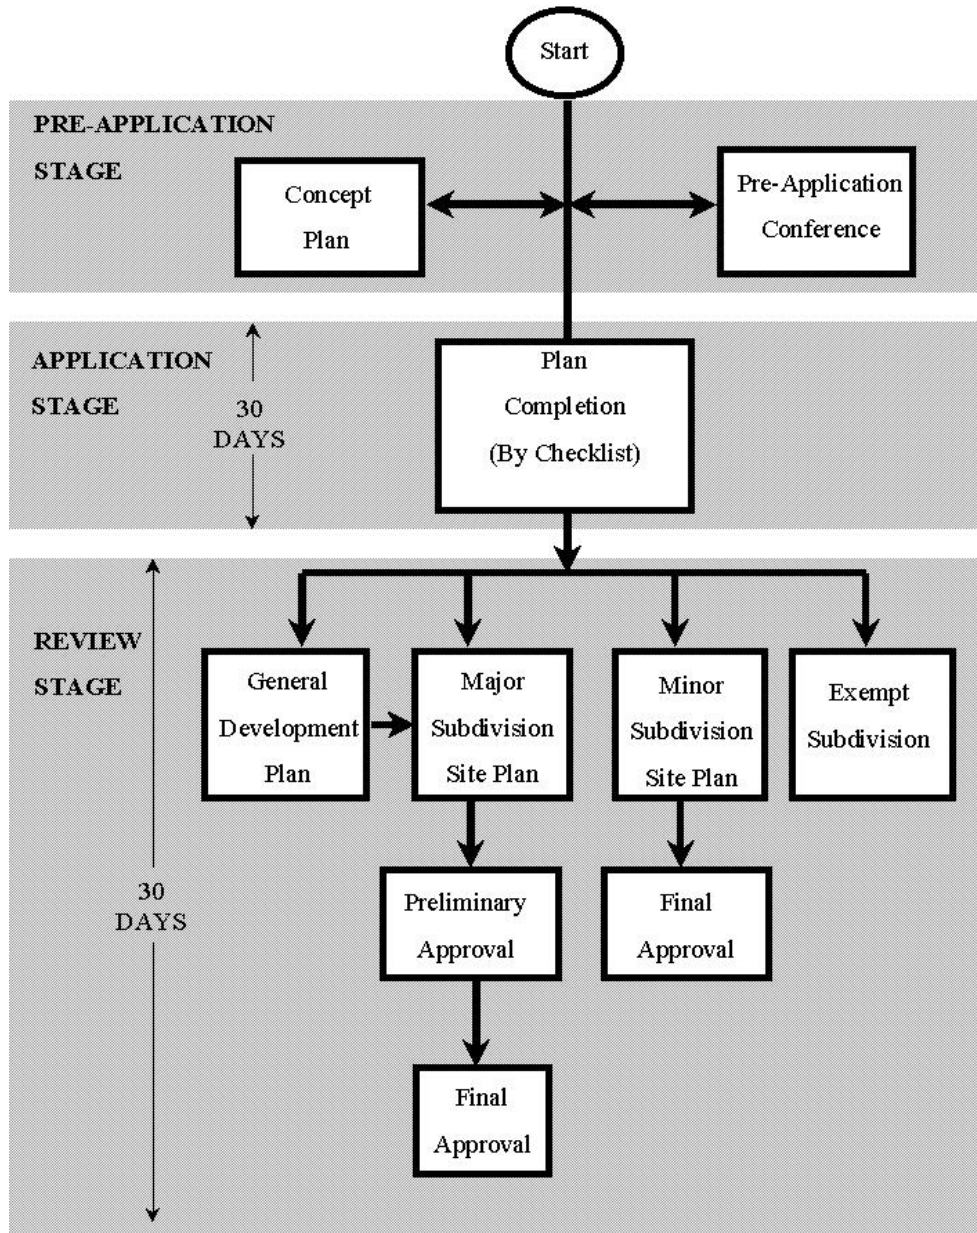 Start
PRE-APPLICATION
STAGE
Concept
Plan
Pre-Application
Conference
APPLICATION
STAGE
30
DAYS
Plan
Completion
(By Checklist)
REVIEW
STAGE
30
DAYS
General
Development
Plan
Major
Subdivision
Site Plan
Minor
Subdivision
Site Plan
Exempt
Subdivision
Preliminary
Approval
Final
Approval
Final
Approval